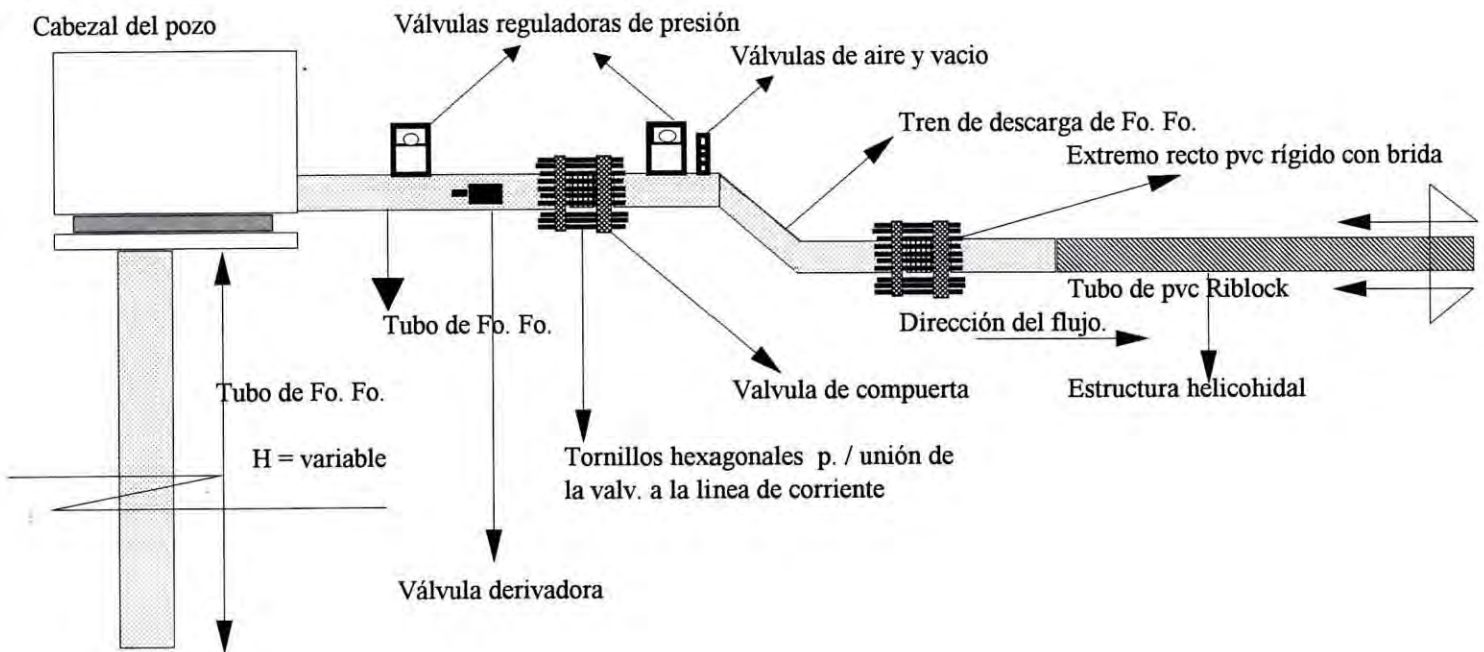 Cabezal del pozo
Válvulas reguladoras de presión
Válvulas de aire y vacio
Tren de descarga de Fo. Fo.
Extremo recto pvc rígido con brida
Tubo de Fo. Fo.
Tubo de pvc Riblock
Dirección del flujo.
Tubo de Fo. Fo.
Valvula de compuerta
Estructura helicohidal
H = variable
Tornillos hexagonales p. / unión de
la valv. a la linea de corriente
Válvula derivadora